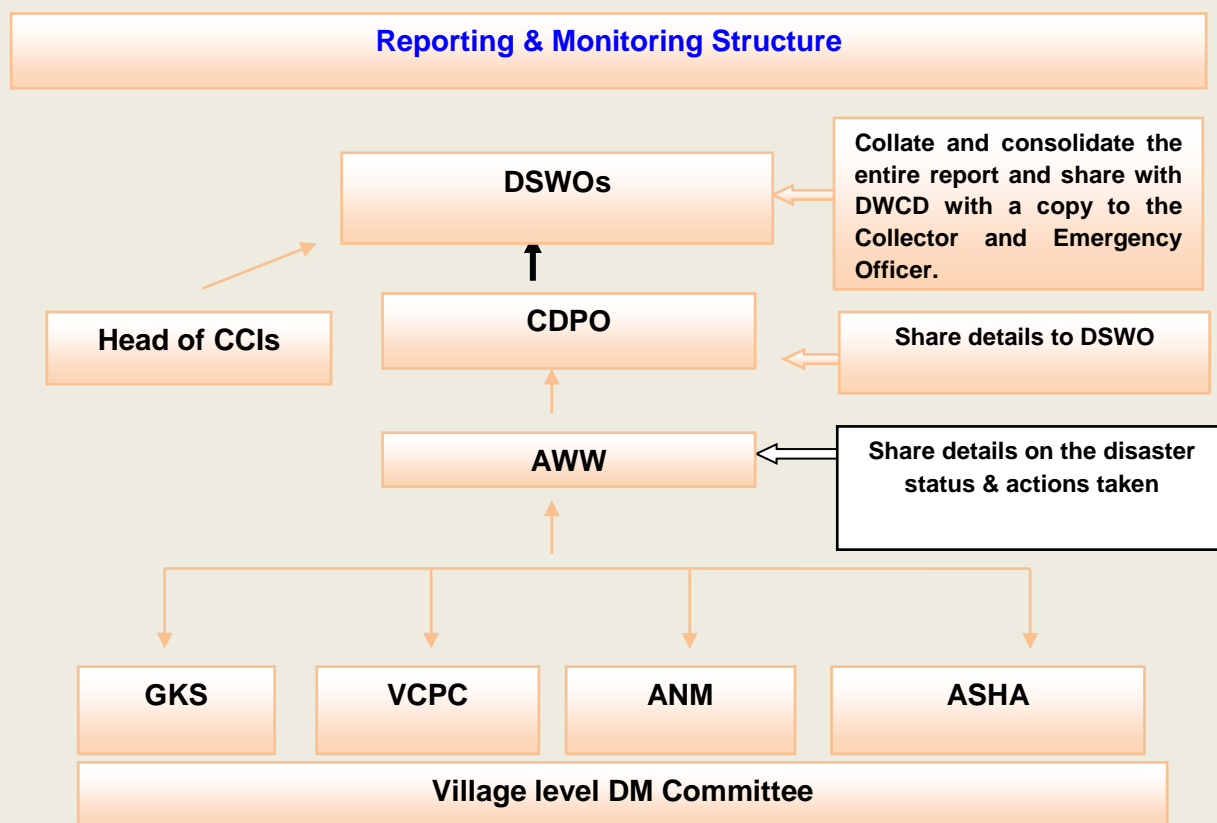 Reporting & Monitoring Structure
DSWOs
Collate and consolidate the
entire report and share with
DWCD with a copy to the
Collector and Emergency
Officer.
Head of CCIs
CDPO
Share details to DSWO
AWW
Share details on the disaster
status & actions taken
GKS
VCPC
ANM
ASHA
Village level DM Committee